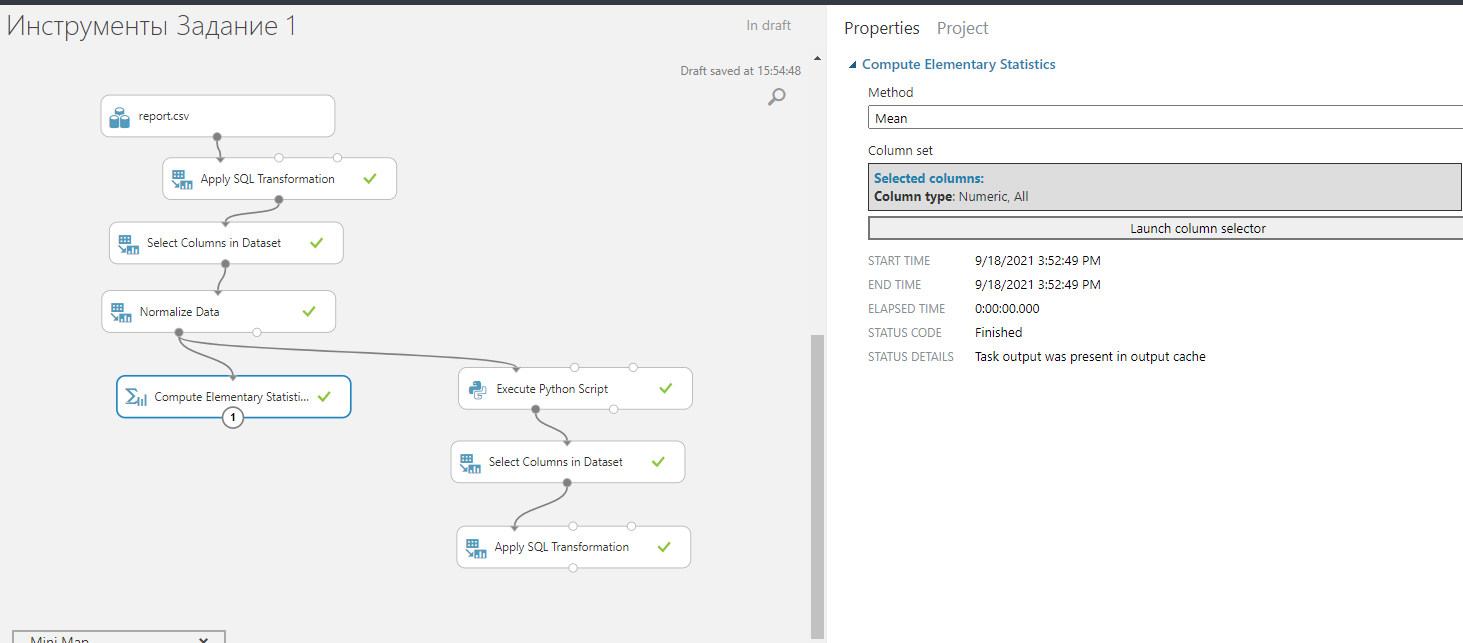 Инструменты Задание 1
In draft
Draft saved at 15:54:48
report.csv
Apply SQL Transformation
Select Columns in Dataset
Normalize Data
Compute Elementary Statisti...
1
Execute Python Script
Select Columns in Dataset
Apply SQL Transformation
Mini Map
Properties Project
Compute Elementary Statistics
Method
Mean
Column set
Selected columns:
Column type: Numeric, All
Launch column selector
START TIME 9/18/2021 3:52:49 PM
END TIME 9/18/2021 3:52:49 PM
ELAPSED TIME 0:00:00.000
STATUS CODE Finished
STATUS DETAILS Task output was present in output cache